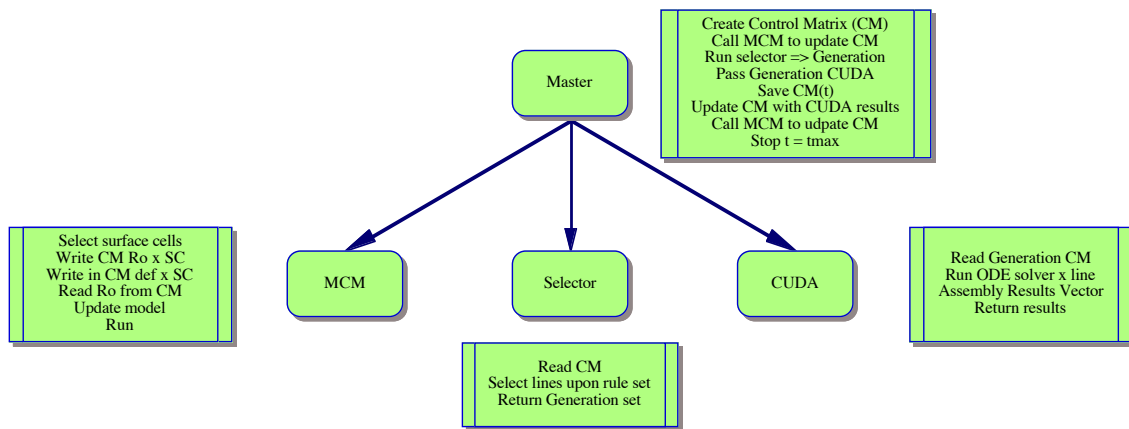 Create Control Matrix (CM)
Call MCM to update CM
Run selector => Generation
Pass Generation CUDA
Save CM(t)
Update CM with CUDA results
Call MCM to udpate CM
Stop t = tmax
Master
Select surface cells
Write CM Ro x SC
Write in CM def x SC
Read Ro from CM
Update model
Run
MCM
Selector
CUDA
Read Generation CM
Run ODE solver x line
Assembly Results Vector
Return results
Read CM
Select lines upon rule set
Return Generation set